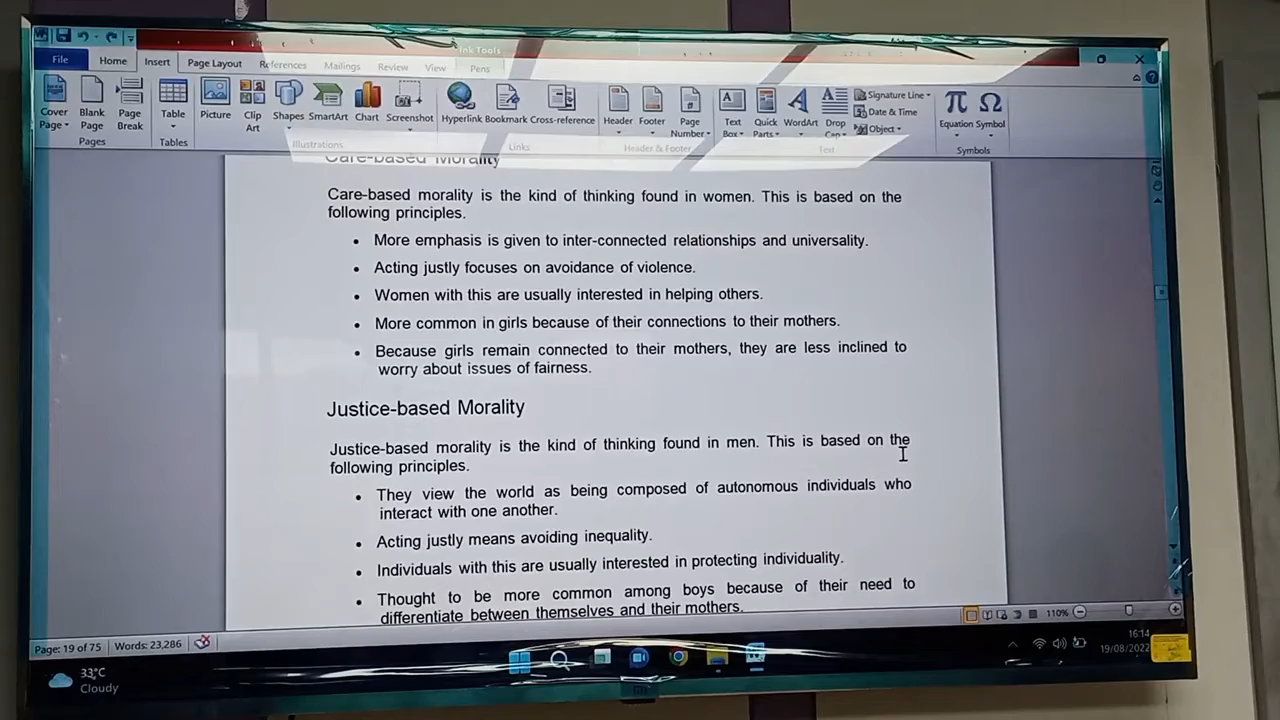 Ink Tools
File Home Insert Page Layout References Mailings Review View Pens
Cover Page Blank Page Page Break Table Picture Clip Art Shapes SmartArt Chart Screenshot Hyperlink Bookmark Cross-reference Header Footer Page Number Text Box Quick Parts WordArt Drop Cap Signature Line Date & Time Object Equation Symbol
Pages Tables Illustrations Links Header & Footer Text Symbols
Care-based Morality
Care-based morality is the kind of thinking found in women. This is based on the
following principles.
• More emphasis is given to inter-connected relationships and universality.
• Acting justly focuses on avoidance of violence.
• Women with this are usually interested in helping others.
• More common in girls because of their connections to their mothers.
• Because girls remain connected to their mothers, they are less inclined to
worry about issues of fairness.
Justice-based Morality
Justice-based morality is the kind of thinking found in men. This is based on the
following principles.
• They view the world as being composed of autonomous individuals who
interact with one another.
• Acting justly means avoiding inequality.
• Individuals with this are usually interested in protecting individuality.
• Thought to be more common among boys because of their need to
differentiate between themselves and their mothers.
Page: 19 of 75 Words: 23,286 110%
33°C
Cloudy
16:14
19/08/2022